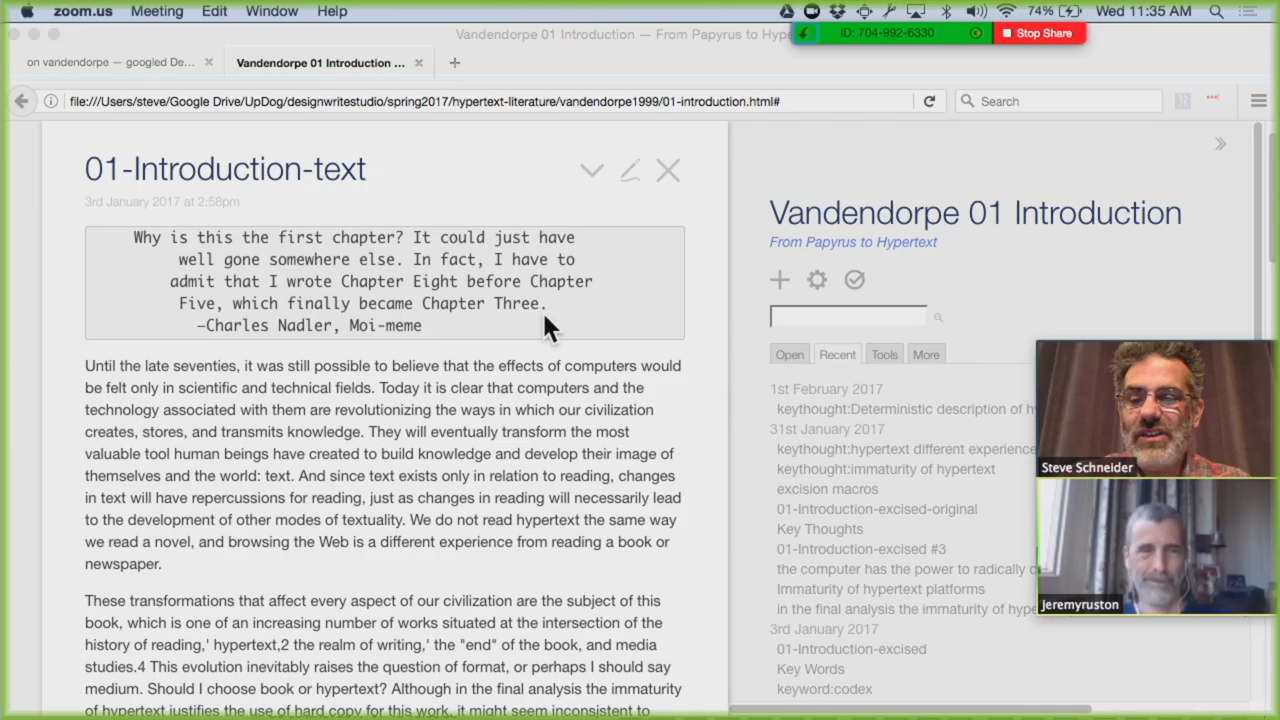 zoom.us Meeting Edit Window Help 74% Wed 11:35 AM
Vandendorpe 01 Introduction — From Papyrus to Hype
ID: 704-992-6330 Stop Share
on vandendorpe — googled De...
Vandendorpe 01 Introduction ...
file:///Users/steve/Google Drive/UpDog/designwritestudio/spring2017/hypertext-literature/vandendorpe1999/01-introduction.html#
Search
01-Introduction-text
3rd January 2017 at 2:58pm
Why is this the first chapter? It could just have
well gone somewhere else. In fact, I have to
admit that I wrote Chapter Eight before Chapter
Five, which finally became Chapter Three.
—Charles Nadler, Moi-meme
Until the late seventies, it was still possible to believe that the effects of computers would
be felt only in scientific and technical fields. Today it is clear that computers and the
technology associated with them are revolutionizing the ways in which our civilization
creates, stores, and transmits knowledge. They will eventually transform the most
valuable tool human beings have created to build knowledge and develop their image of
themselves and the world: text. And since text exists only in relation to reading, changes
in text will have repercussions for reading, just as changes in reading will necessarily lead
to the development of other modes of textuality. We do not read hypertext the same way
we read a novel, and browsing the Web is a different experience from reading a book or
newspaper.
These transformations that affect every aspect of our civilization are the subject of this
book, which is one of an increasing number of works situated at the intersection of the
history of reading,' hypertext,2 the realm of writing,' the "end" of the book, and media
studies.4 This evolution inevitably raises the question of format, or perhaps I should say
medium. Should I choose book or hypertext? Although in the final analysis the immaturity
of hypertext justifies the use of hard copy for this work, it might seem inconsistent to
Vandendorpe 01 Introduction
From Papyrus to Hypertext
Open Recent Tools More
1st February 2017
keythought:Deterministic description of hy
31st January 2017
keythought:hypertext different experience
keythought:immaturity of hypertext
excision macros
01-Introduction-excised-original
Key Thoughts
01-Introduction-excised #3
the computer has the power to radically c
Immaturity of hypertext platforms
in the final analysis the immaturity of hype
3rd January 2017
01-Introduction-excised
Key Words
keyword:codex
Steve Schneider
Jeremyruston